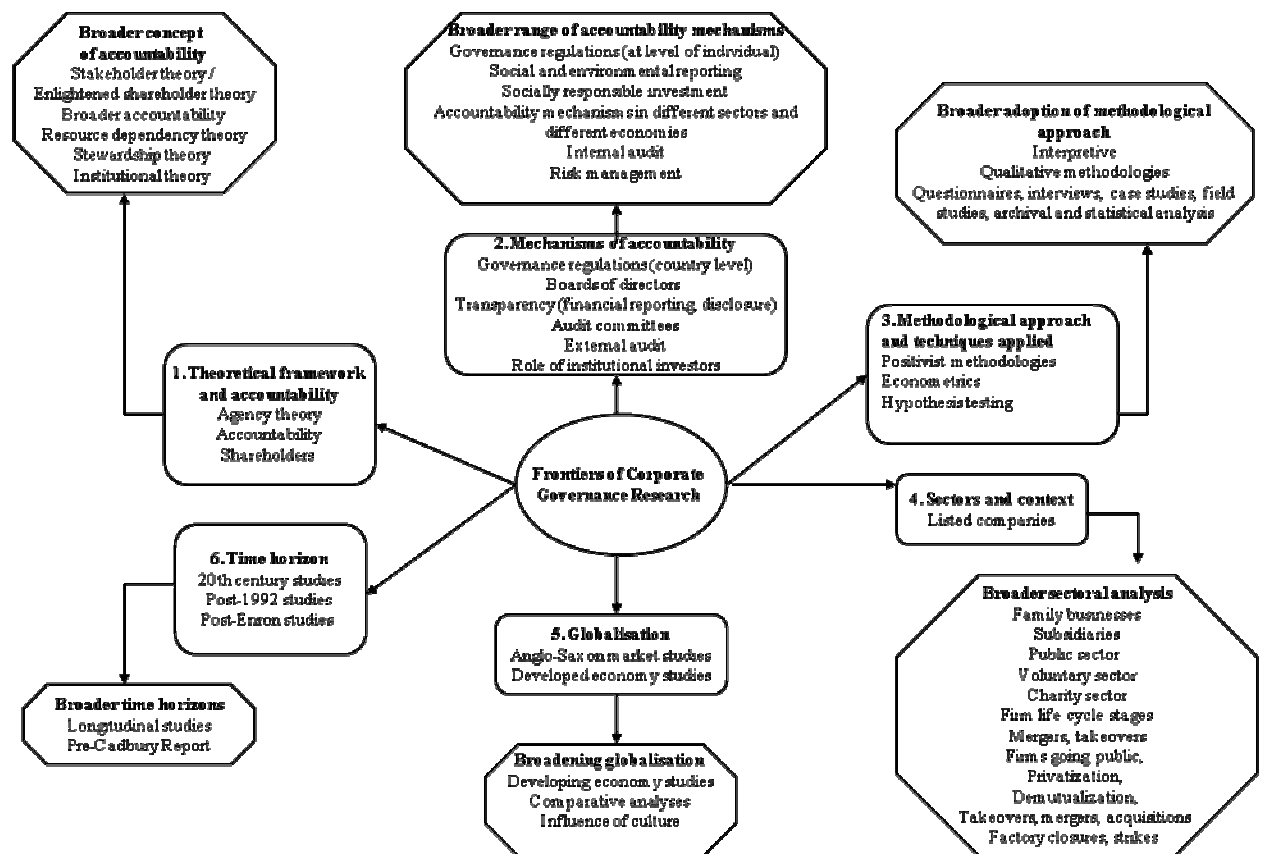 Broader concept
of accountability
Stakeholder theory /
Enlightened shareholder theory
Broader accountability
Resource dependency theory
Stewardship theory
Institutional theory
Broader range of accountability mechanisms
Governance regulations (at level of individual)
Social and environmental reporting
Socially responsible investment
Accountability mechanisms in different sectors and
different economies
Internal audit
Risk management
Broader adoption of methodological
approach
Interpretive
Qualitative methodologies
Questionnaires, interviews, case studies, field
studies, archival and statistical analysis
2. Mechanisms of accountability
Governance regulations (country level)
Boards of directors
Transparency (financial reporting, disclosure)
Audit committees
External audit
Role of institutional investors
3. Methodological approach
and techniques applied
Positivist methodologies
Econometrics
Hypothesis testing
1. Theoretical framework
and accountability
Agency theory
Accountability
Shareholders
Frontiers of Corporate
Governance Research
4. Sectors and context
Listed companies
6. Time horizon
20th century studies
Post-1992 studies
Post-Enron studies
5. Globalisation
Anglo-Saxon market studies
Developed economy studies
Broader sectoral analysis
Family businesses
Subsidiaries
Public sector
Voluntary sector
Charity sector
Firm life cycle stages
Mergers, takeovers
Firms going public,
Privatization,
Demutualization,
Takeovers, mergers, acquisitions
Factory closures, strikes
Broader time horizons
Longitudinal studies
Pre-Cadbury Report
Broadening globalisation
Developing economy studies
Comparative analyses
Influence of culture